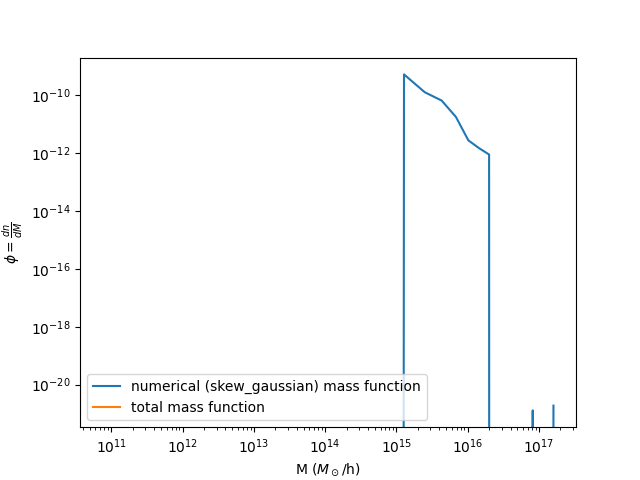 10⁻¹⁰
10⁻¹²
10⁻¹⁴
10⁻¹⁶
10⁻¹⁸
10⁻²⁰
ϕ = dn/dM
numerical (skew_gaussian) mass function
total mass function
10¹¹ 10¹² 10¹³ 10¹⁴ 10¹⁵ 10¹⁶ 10¹⁷
M (M⊙/h)